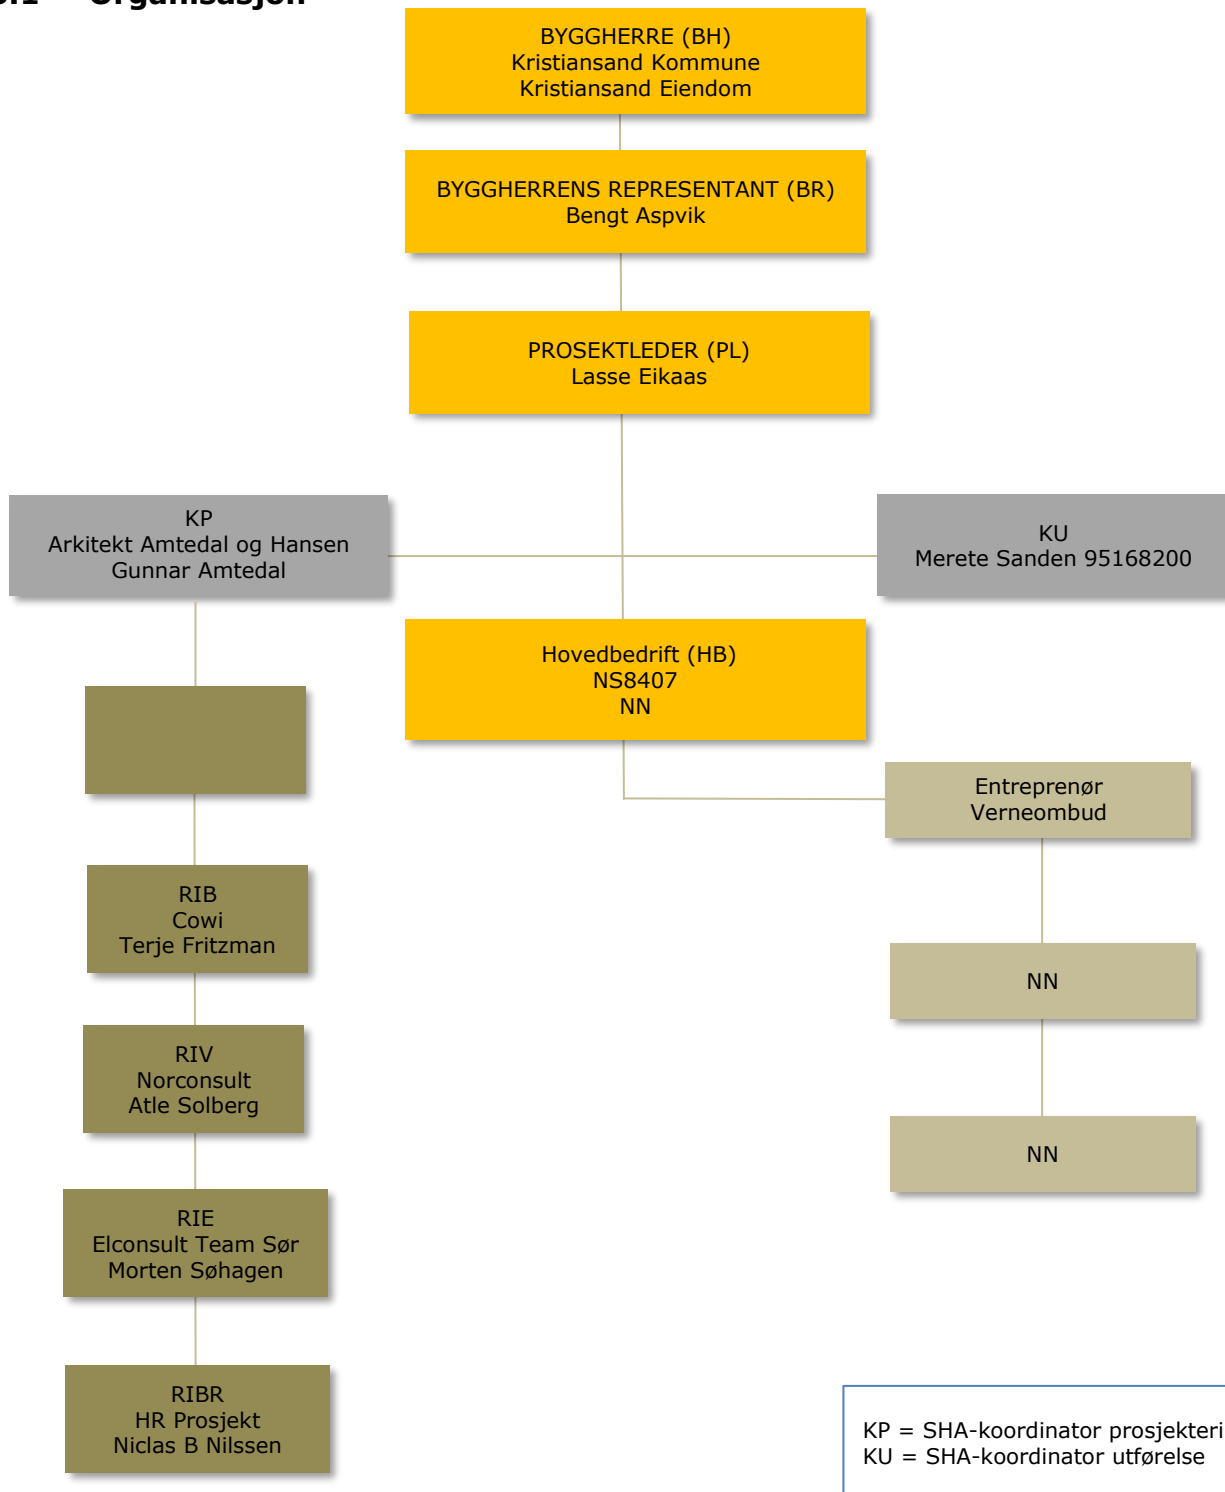 Organisasjon
BYGGHERRE (BH)
Kristiansand Kommune
Kristiansand Eiendom
BYGGHERRENS REPRESENTANT (BR)
Bengt Aspvik
PROSEKTLEDER (PL)
Lasse Eikaas
KP
Arkitekt Amtedal og Hansen
Gunnar Amtedal
KU
Merete Sanden 95168200
Hovedbedrift (HB)
NS8407
NN
Entreprenør
Verneombud
RIB
Cowi
Terje Fritzman
NN
RIV
Norconsult
Atle Solberg
NN
RIE
Elconsult Team Sør
Morten Søhagen
RIBR
HR Prosjekt
Niclas B Nilssen
KP = SHA-koordinator prosjekteri
KU = SHA-koordinator utførelse